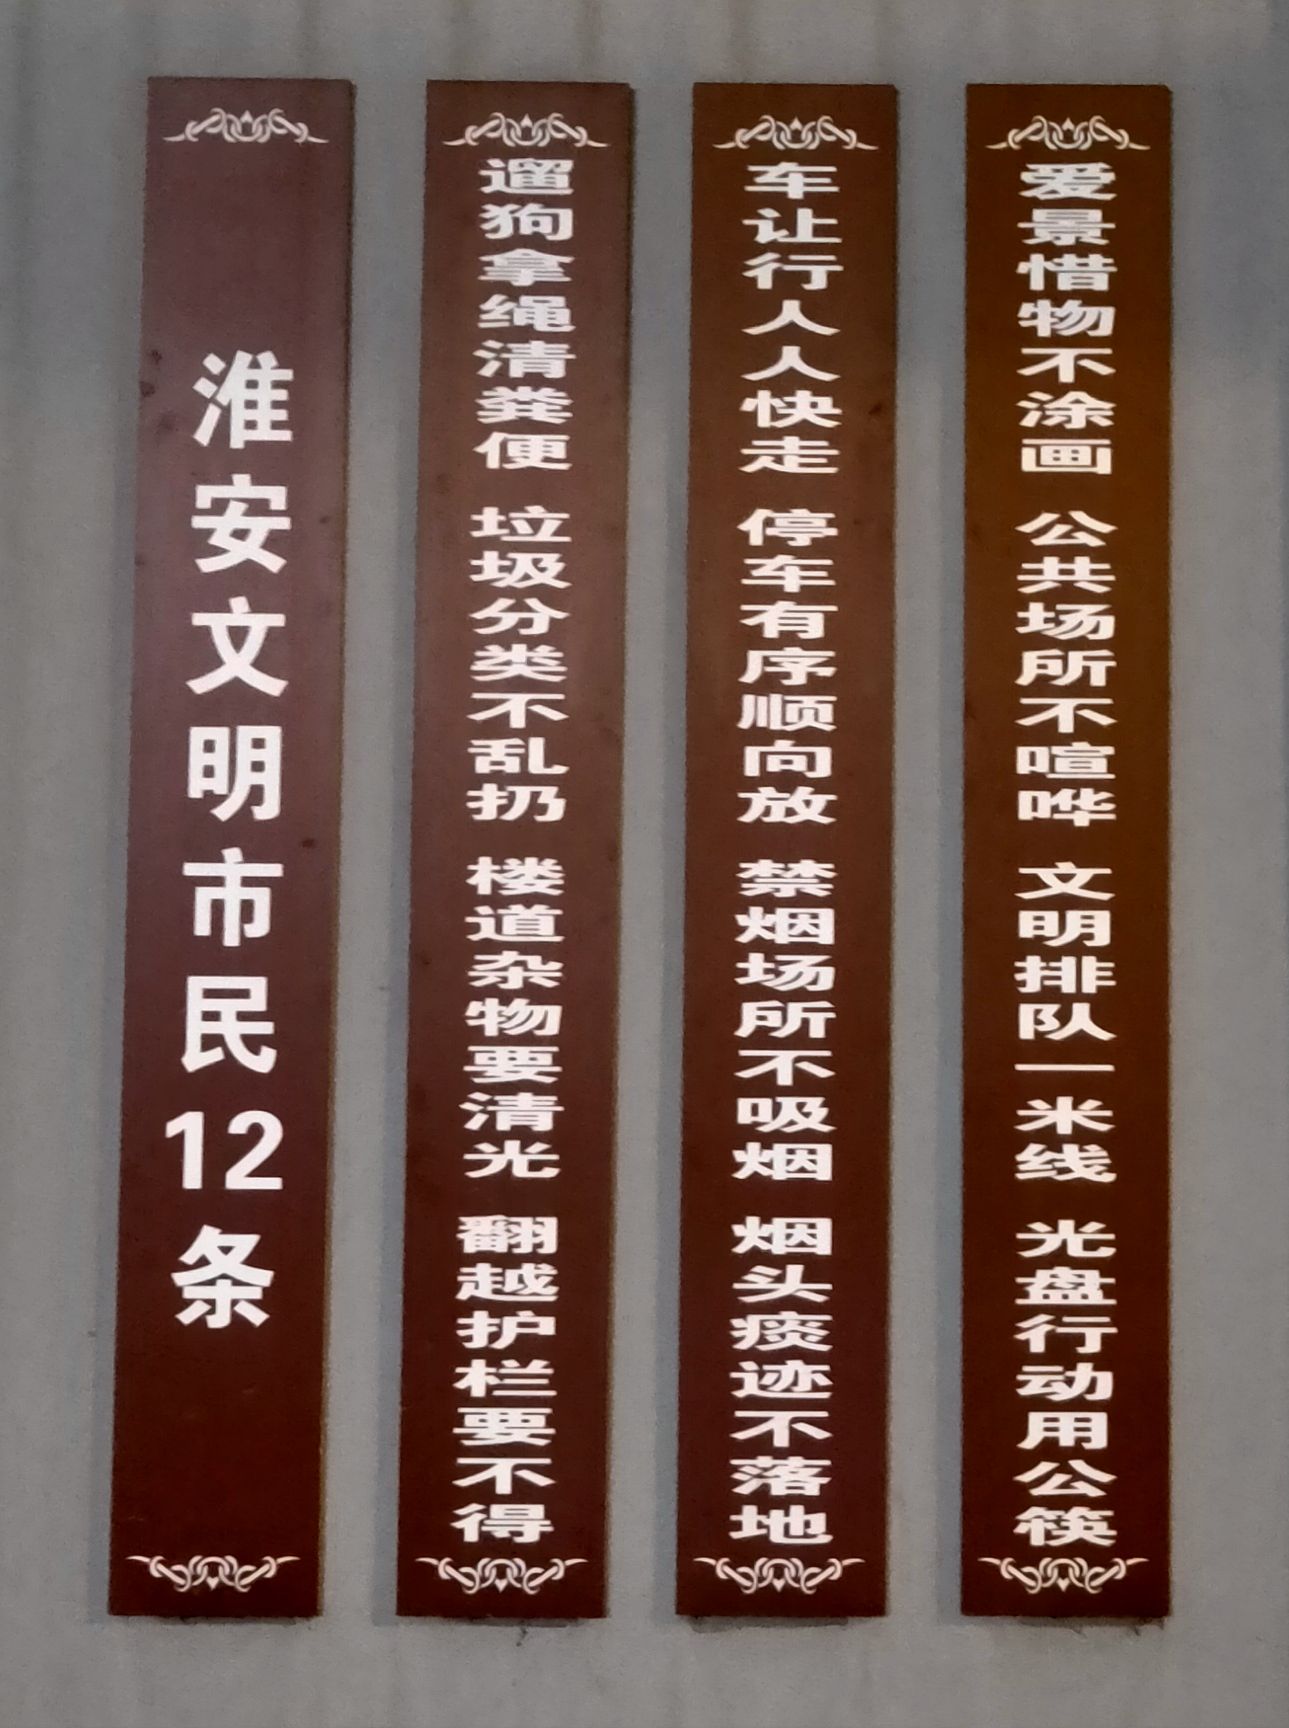 淮安文明市民12条
遛狗拿绳清粪便 垃圾分类不乱扔 楼道杂物要清光 翻越护栏要不得
车让行人人快走 停车有序顺向放 禁烟场所不吸烟 烟头痰迹不落地
爱景惜物不涂画 公共场所不喧哗 文明排队一米线 光盘行动用公筷